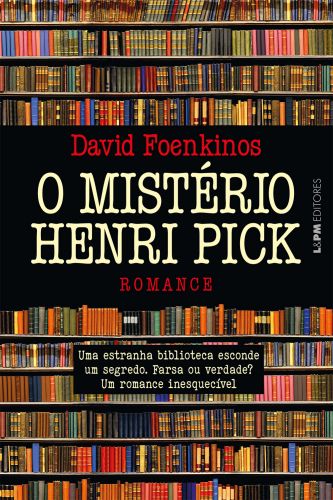 David Foenkinos
O MISTÉRIO
HENRI PICK
ROMANCE
L&PM EDITORES
Uma estranha biblioteca esconde
um segredo. Farsa ou verdade?
Um romance inesquecível